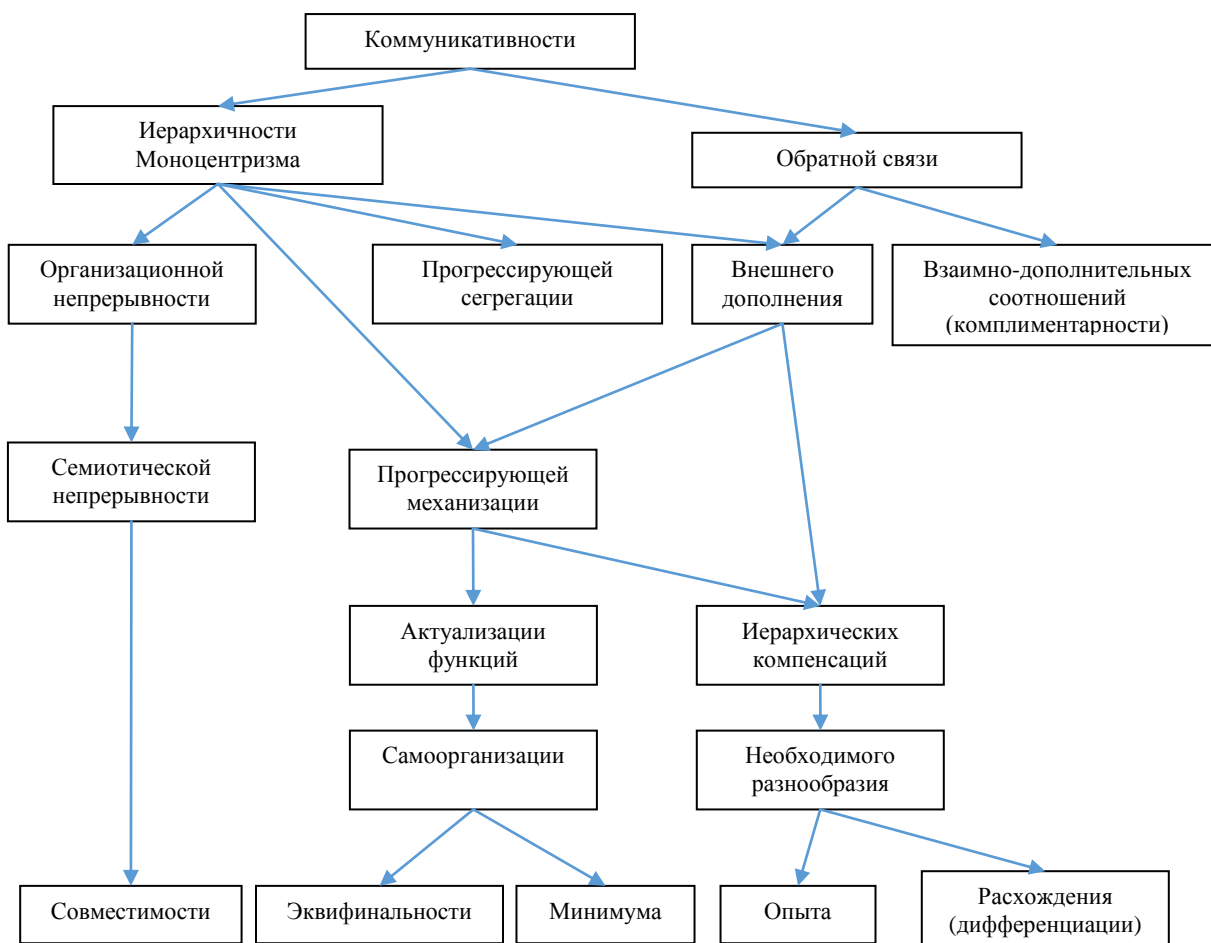 Коммуникативности
Иерархичности
Моноцентризма
Обратной связи
Организационной
непрерывности
Прогрессирующей
сегрегации
Внешнего
дополнения
Взаимно-дополнительных
соотношений
(комплиментарности)
Семиотической
непрерывности
Прогрессирующей
механизации
Актуализации
функций
Иерархических
компенсаций
Самоорганизации
Необходимого
разнообразия
Совместимости
Эквифинальности
Минимума
Опыта
Расхождения
(дифференциации)